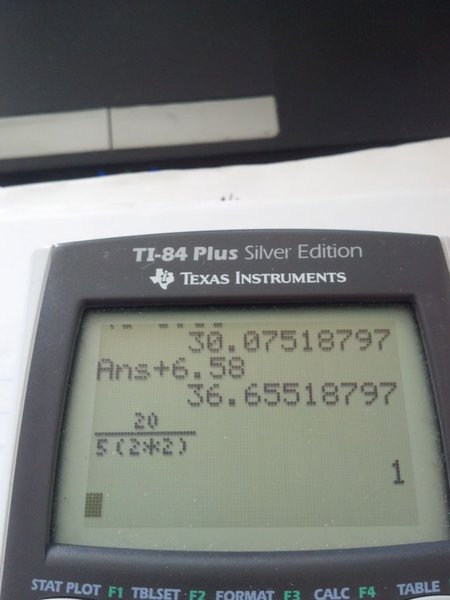 TI-84 Plus Silver Edition
TEXAS INSTRUMENTS
30.07518797
Ans+6.58
36.65518797
20
5(2*2)
1
STAT PLOT F1 TBLSET F2 FORMAT F3 CALC F4 TABLE